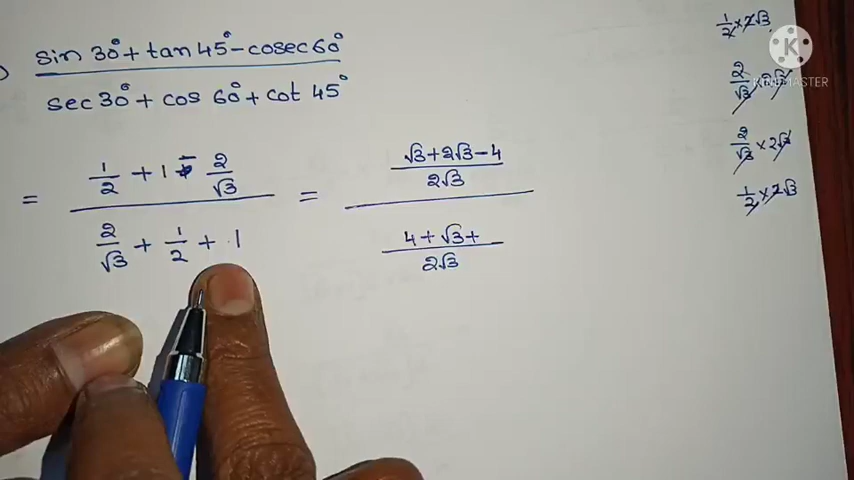 ) sin 30° + tan 45° - cosec 60°
sec 30° + cos 60° + cot 45°
= 1/2 + 1 - 2/√3 = √3 + 2√3 - 4 / 2√3
2/√3 + 1/2 + 1 4 + √3 + / 2√3
1/2 × 2√3
K
KINEMASTER
2/√3 × 2√3
2/√3 × 2√3
1/2 × 2√3